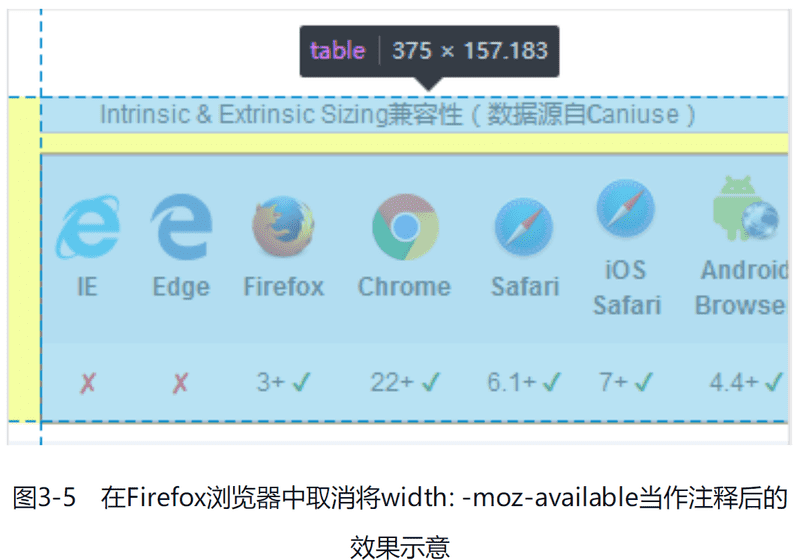 table 375 × 157.183
Intrinsic & Extrinsic Sizing兼容性（数据源自Caniuse）
IE Edge Firefox Chrome Safari iOS Safari Android Browse
✗ ✗ 3+ ✓ 22+ ✓ 6.1+ ✓ 7+ ✓ 4.4+ ✓
图3-5 在Firefox浏览器中取消将width: -moz-available当作注释后的
效果示意